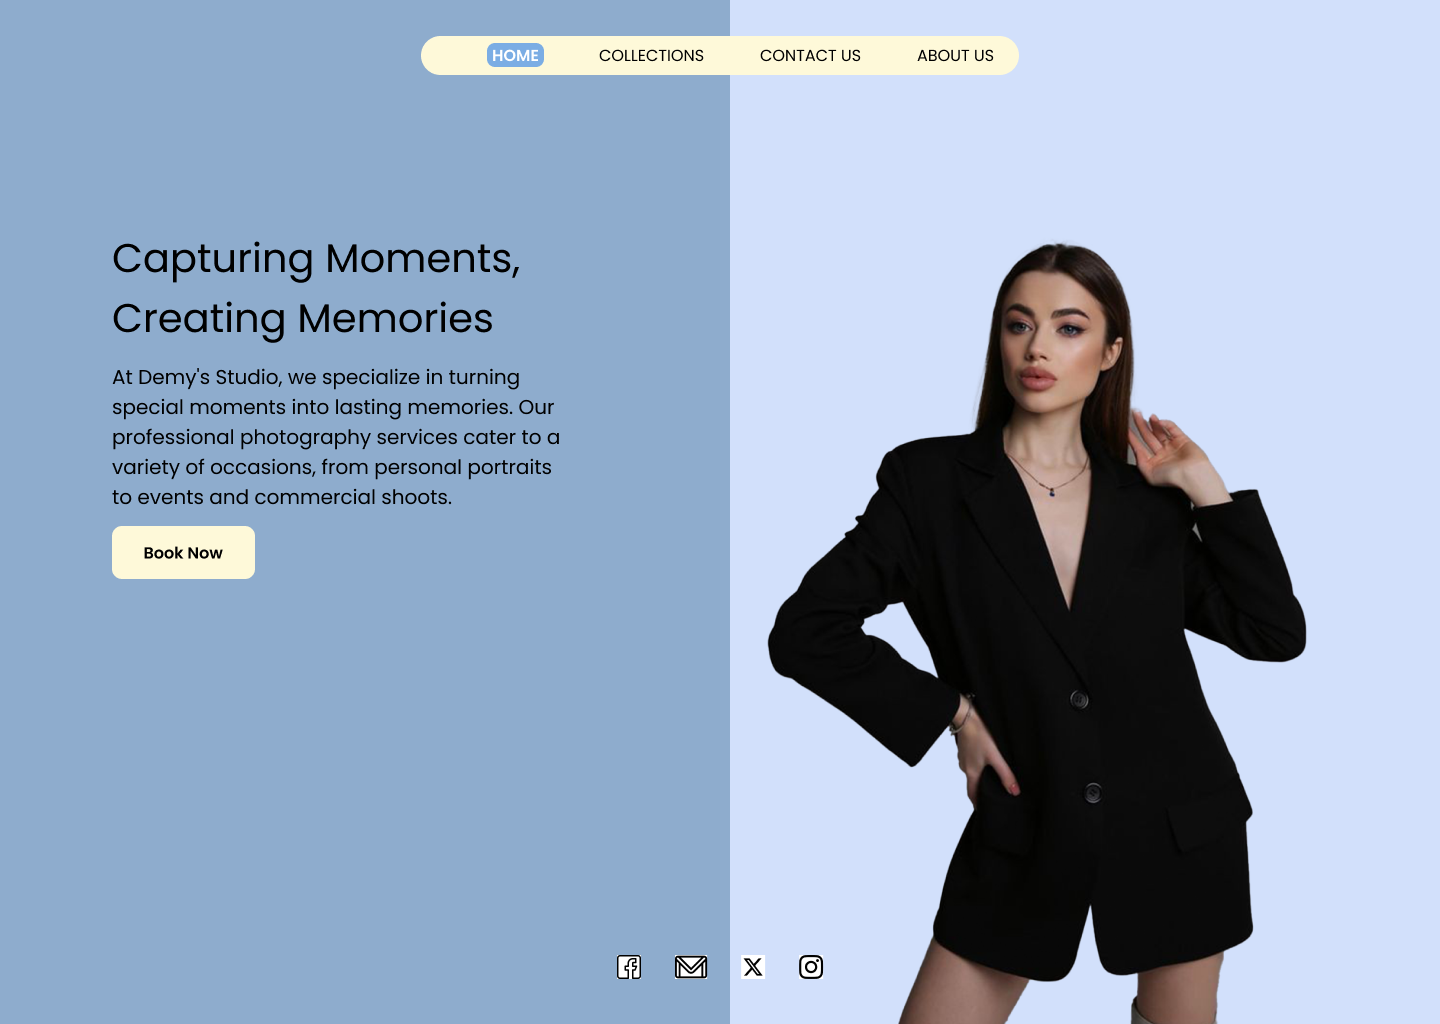 HOME COLLECTIONS CONTACT US ABOUT US
Capturing Moments,
Creating Memories
At Demy's Studio, we specialize in turning
special moments into lasting memories. Our
professional photography services cater to a
variety of occasions, from personal portraits
to events and commercial shoots.
Book Now